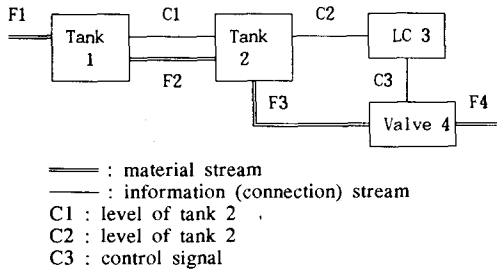 F1
C1
C2
Tank 1
Tank 2
LC 3
F2
C3
F3
F4
Valve 4
: material stream
: information (connection) stream
C1 : level of tank 2
C2 : level of tank 2
C3 : control signal